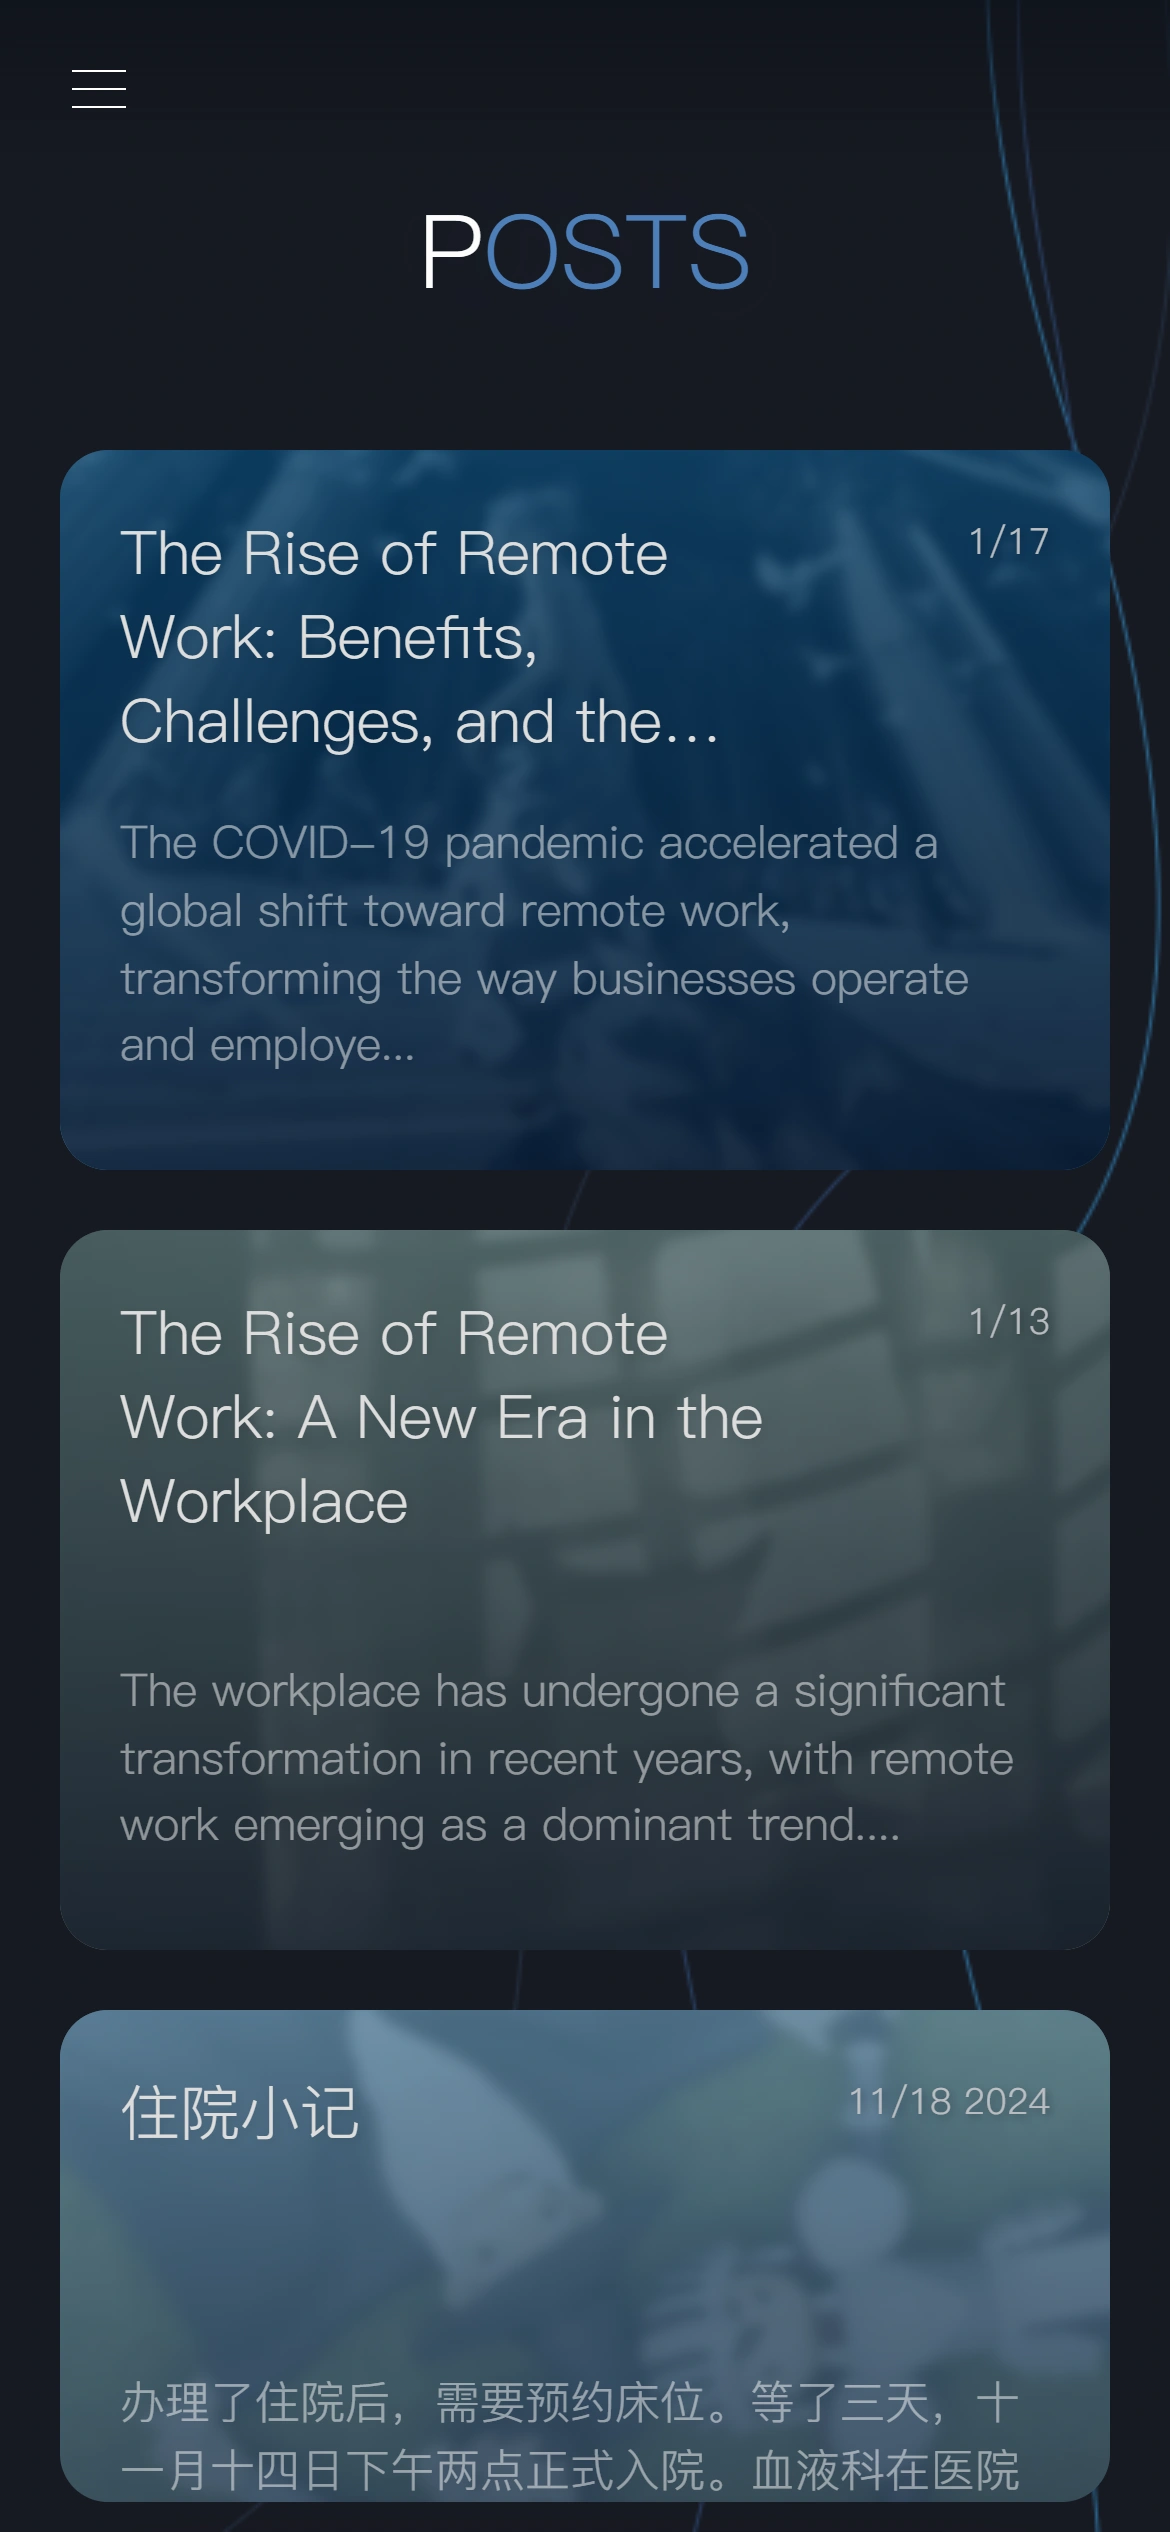 POSTS
The Rise of Remote
1/17
Work: Benefits,
Challenges, and the...
The COVID-19 pandemic accelerated a
global shift toward remote work,
transforming the way businesses operate
and employe...
The Rise of Remote
1/13
Work: A New Era in the
Workplace
The workplace has undergone a significant
transformation in recent years, with remote
work emerging as a dominant trend....
住院小记
11/18 2024
办理了住院后，需要预约床位。等了三天，十
一月十四日下午两点正式入院。血液科在医院